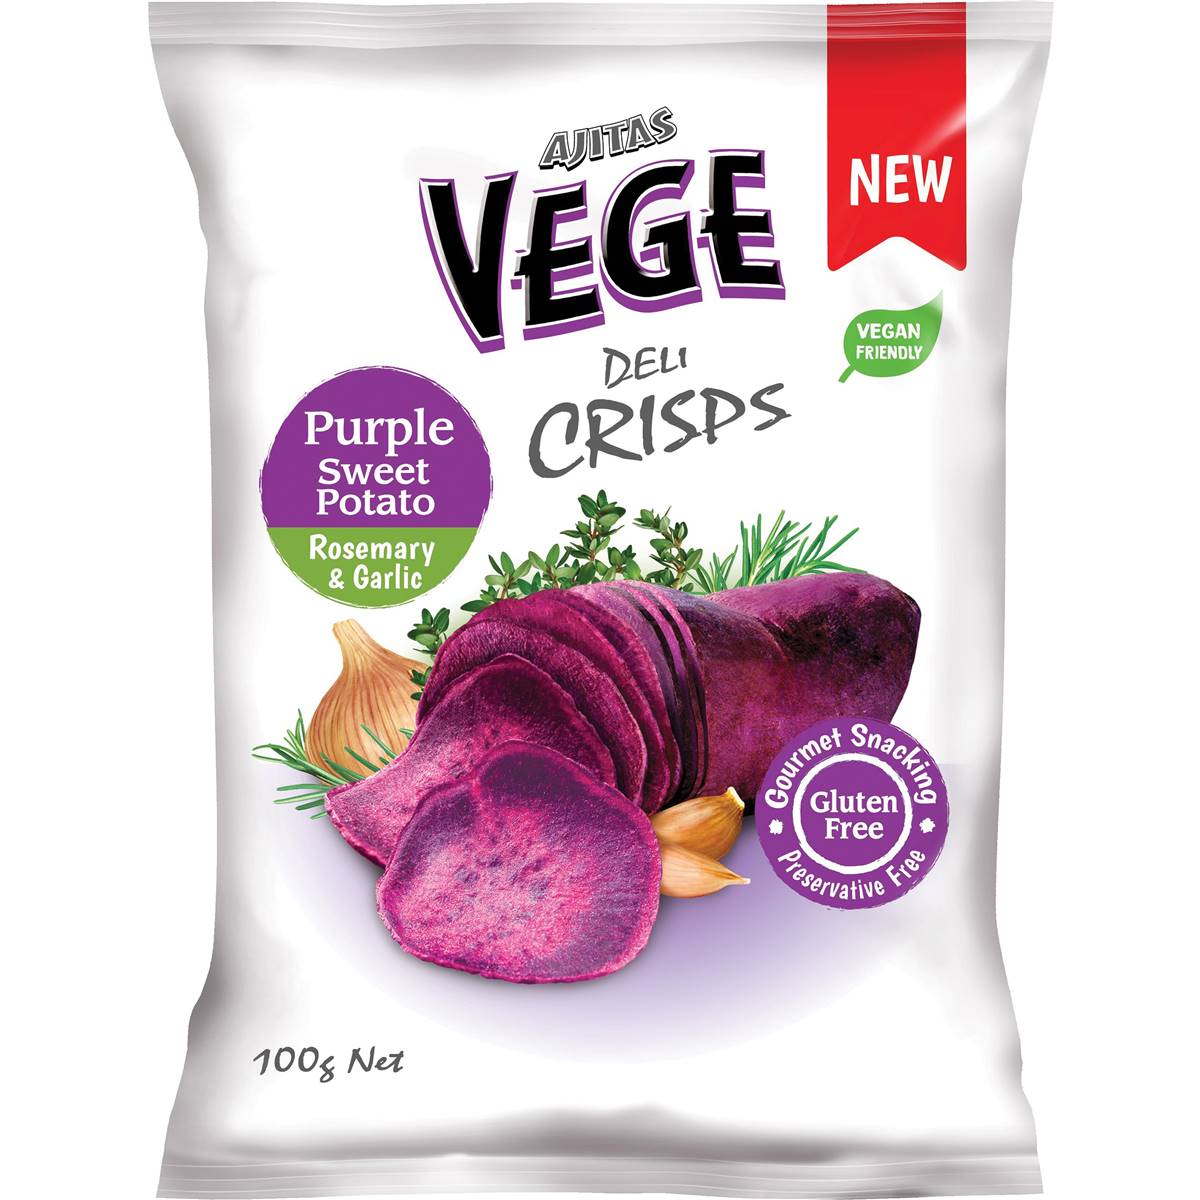 AJITAS
VEGE
DELI
CRISPS
NEW
VEGAN
FRIENDLY
Purple
Sweet
Potato
Rosemary
& Garlic
Gourmet Snacking
Gluten
Free
Preservative Free
100g Net